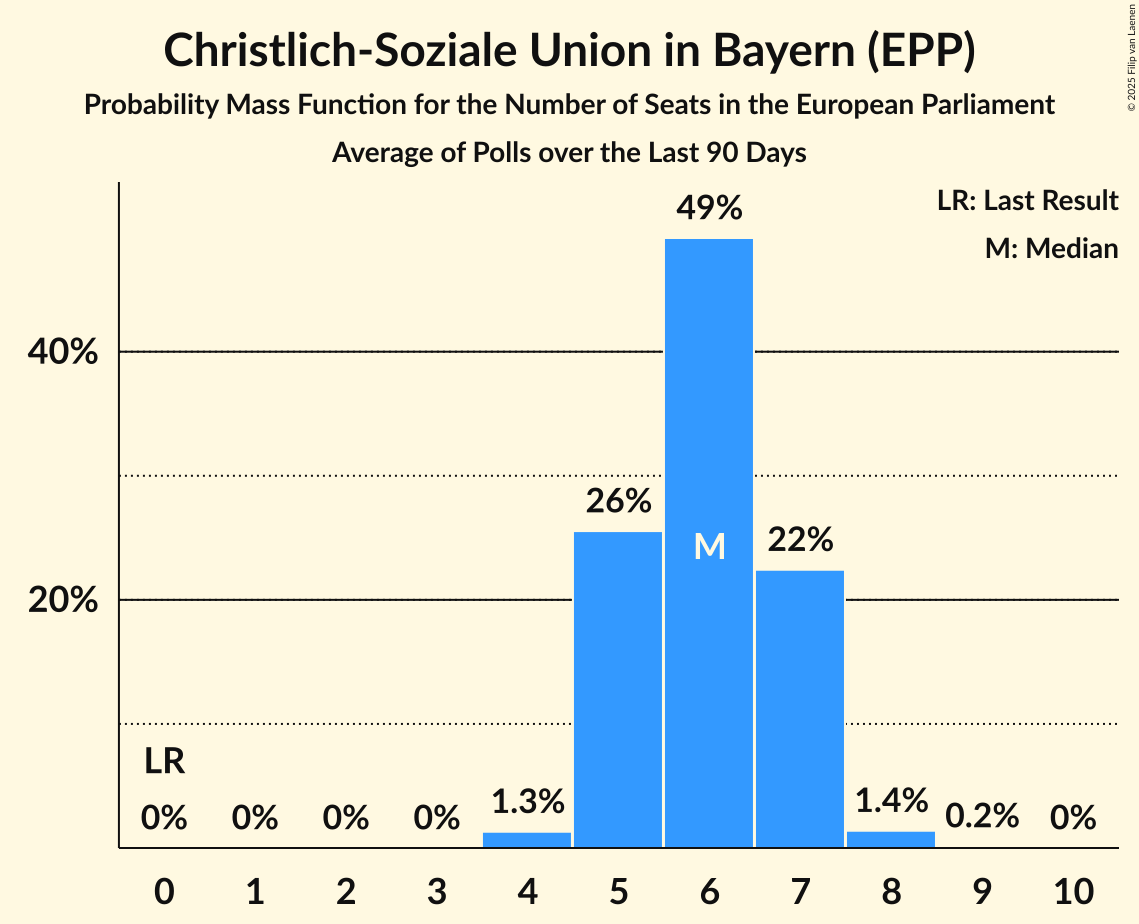 Christlich-Soziale Union in Bayern (EPP)
Probability Mass Function for the Number of Seats in the European Parliament
Average of Polls over the Last 90 Days
© 2025 Filip van Laenen
LR: Last Result
M: Median
49%
40%
26%
M
22%
20%
LR
0%
0%
0%
0%
1.3%
1.4%
0.2%
0%
0 1 2 3 4 5 6 7 8 9 10